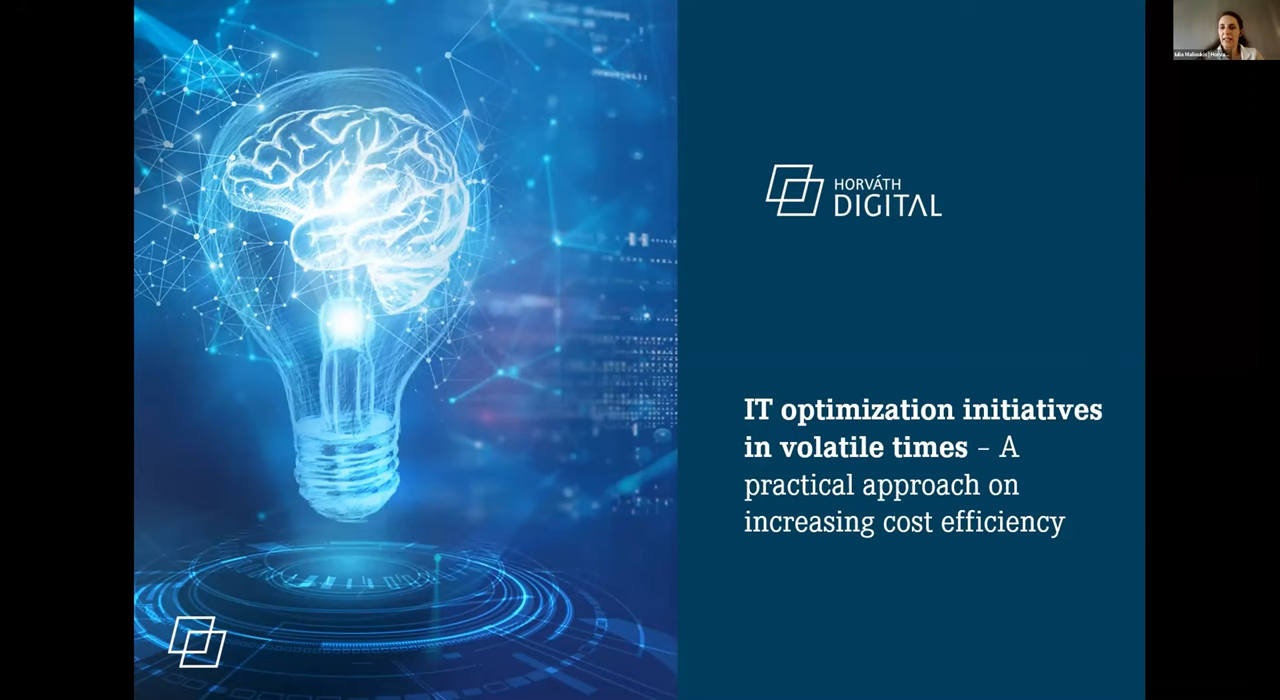 HORVÁTH
DIGITAL
IT optimization initiatives
in volatile times – A
practical approach on
increasing cost efficiency